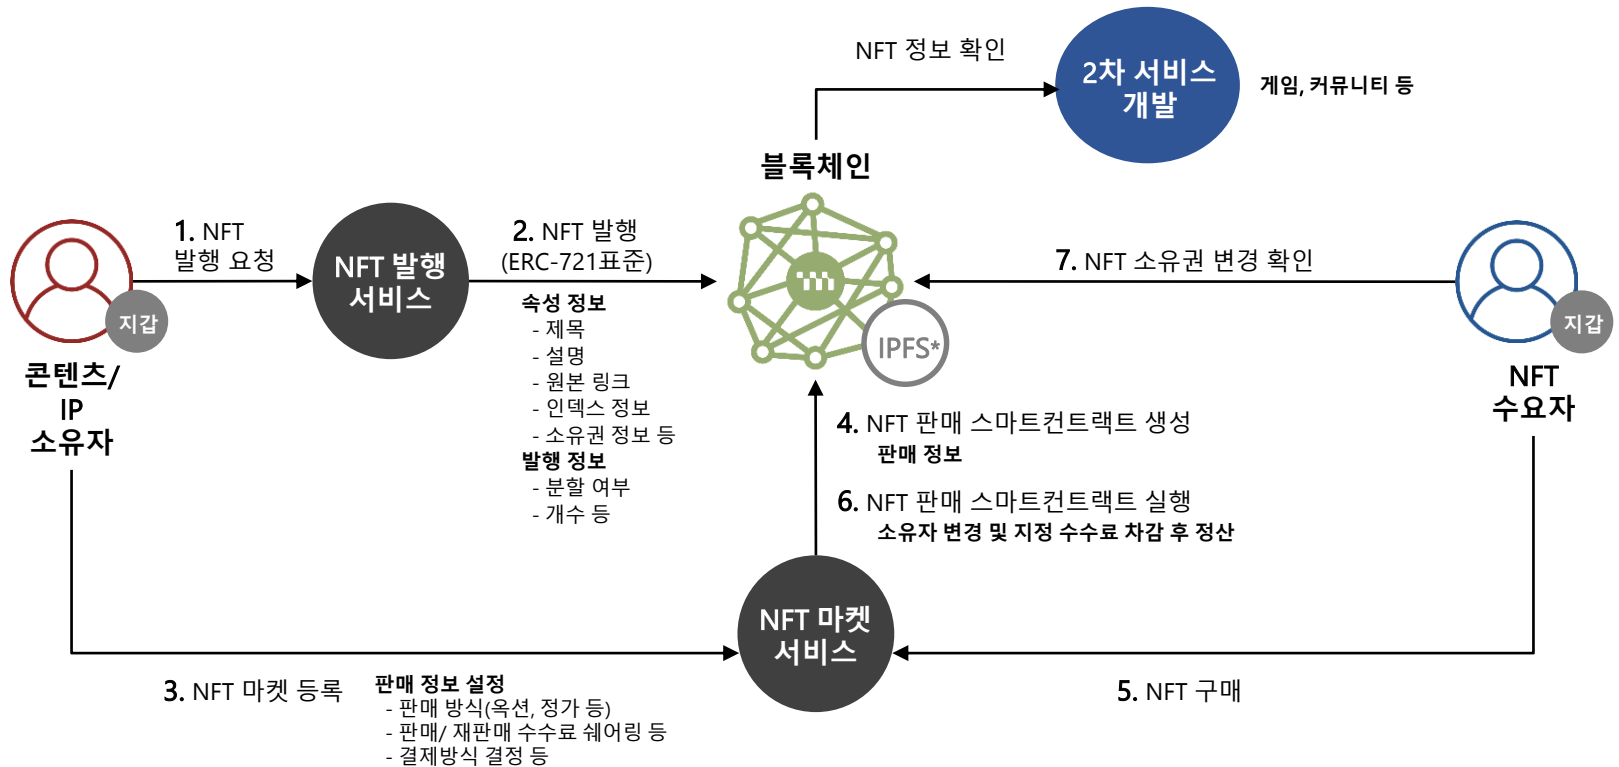 NFT 정보 확인
2차 서비스
개발
게임, 커뮤니티 등
블록체인
1. NFT
발행 요청
NFT 발행
서비스
2. NFT 발행
(ERC-721표준)
속성 정보
- 제목
- 설명
- 원본 링크
- 인덱스 정보
- 소유권 정보 등
발행 정보
- 분할 여부
- 개수 등
IPFS*
7. NFT 소유권 변경 확인
지갑
콘텐츠/
IP
소유자
지갑
NFT
수요자
4. NFT 판매 스마트컨트랙트 생성
판매 정보
6. NFT 판매 스마트컨트랙트 실행
소유자 변경 및 지정 수수료 차감 후 정산
NFT 마켓
서비스
3. NFT 마켓 등록
판매 정보 설정
- 판매 방식(옥션, 정가 등)
- 판매/ 재판매 수수료 쉐어링 등
- 결제방식 결정 등
5. NFT 구매